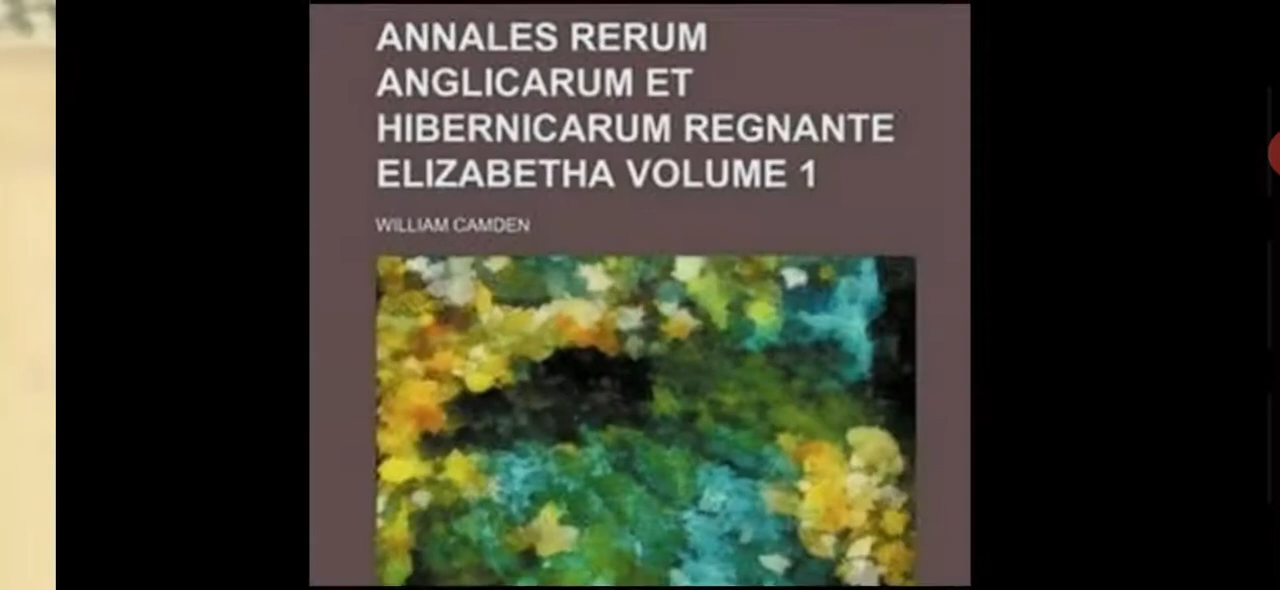 ANNALES RERUM
ANGLICARUM ET
HIBERNICARUM REGNANTE
ELIZABETHA VOLUME 1
WILLIAM CAMDEN